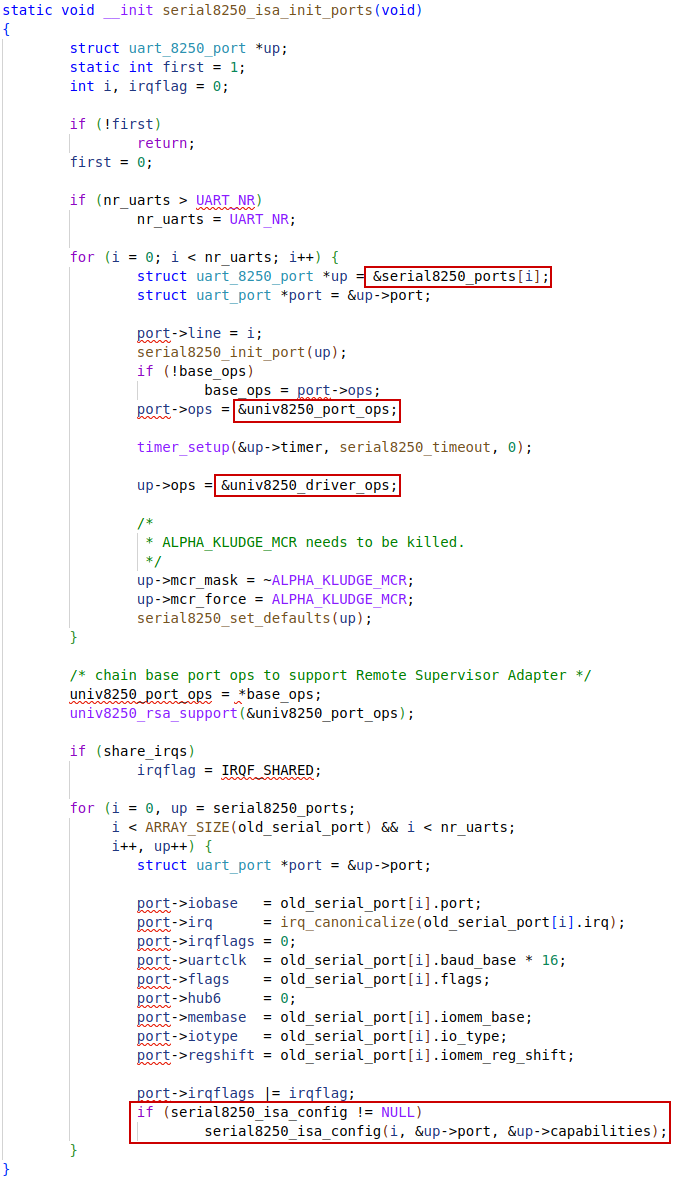 static void __init serial8250_isa_init_ports(void)
{
        struct uart_8250_port *up;
        static int first = 1;
        int i, irqflag = 0;

        if (!first)
                return;
        first = 0;

        if (nr_uarts > UART_NR)
                nr_uarts = UART_NR;

        for (i = 0; i < nr_uarts; i++) {
                struct uart_8250_port *up = &serial8250_ports[i];
                struct uart_port *port = &up->port;

                port->line = i;
                serial8250_init_port(up);
                if (!base_ops)
                        base_ops = port->ops;
                port->ops = &univ8250_port_ops;

                timer_setup(&up->timer, serial8250_timeout, 0);

                up->ops = &univ8250_driver_ops;

                /*
                 * ALPHA_KLUDGE_MCR needs to be killed.
                 */
                up->mcr_mask = ~ALPHA_KLUDGE_MCR;
                up->mcr_force = ALPHA_KLUDGE_MCR;
                serial8250_set_defaults(up);
        }

        /* chain base port ops to support Remote Supervisor Adapter */
        univ8250_port_ops = *base_ops;
        univ8250_rsa_support(&univ8250_port_ops);

        if (share_irqs)
                irqflag = IRQF_SHARED;

        for (i = 0, up = serial8250_ports;
             i < ARRAY_SIZE(old_serial_port) && i < nr_uarts;
             i++, up++) {
                struct uart_port *port = &up->port;

                port->iobase   = old_serial_port[i].port;
                port->irq      = irq_canonicalize(old_serial_port[i].irq);
                port->irqflags = 0;
                port->uartclk  = old_serial_port[i].baud_base * 16;
                port->flags    = old_serial_port[i].flags;
                port->hub6     = 0;
                port->membase  = old_serial_port[i].iomem_base;
                port->iotype   = old_serial_port[i].io_type;
                port->regshift = old_serial_port[i].iomem_reg_shift;

                port->irqflags |= irqflag;
                if (serial8250_isa_config != NULL)
                        serial8250_isa_config(i, &up->port, &up->capabilities);
        }
}